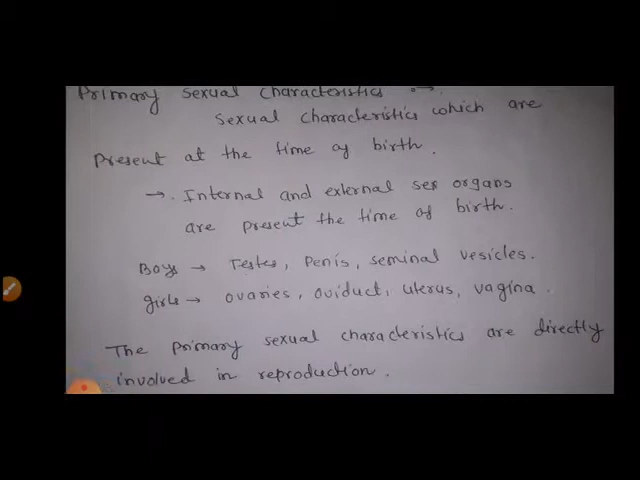 Primary sexual characteristics :→
sexual characteristics which are
Present at the time of birth.
→. Internal and external sex organs
are present the time of birth.
Boys → Testes, Penis, seminal vesicles.
girls → ovaries, oviduct, uterus, vagina.
The primary sexual characteristics are directly
involved in reproduction.